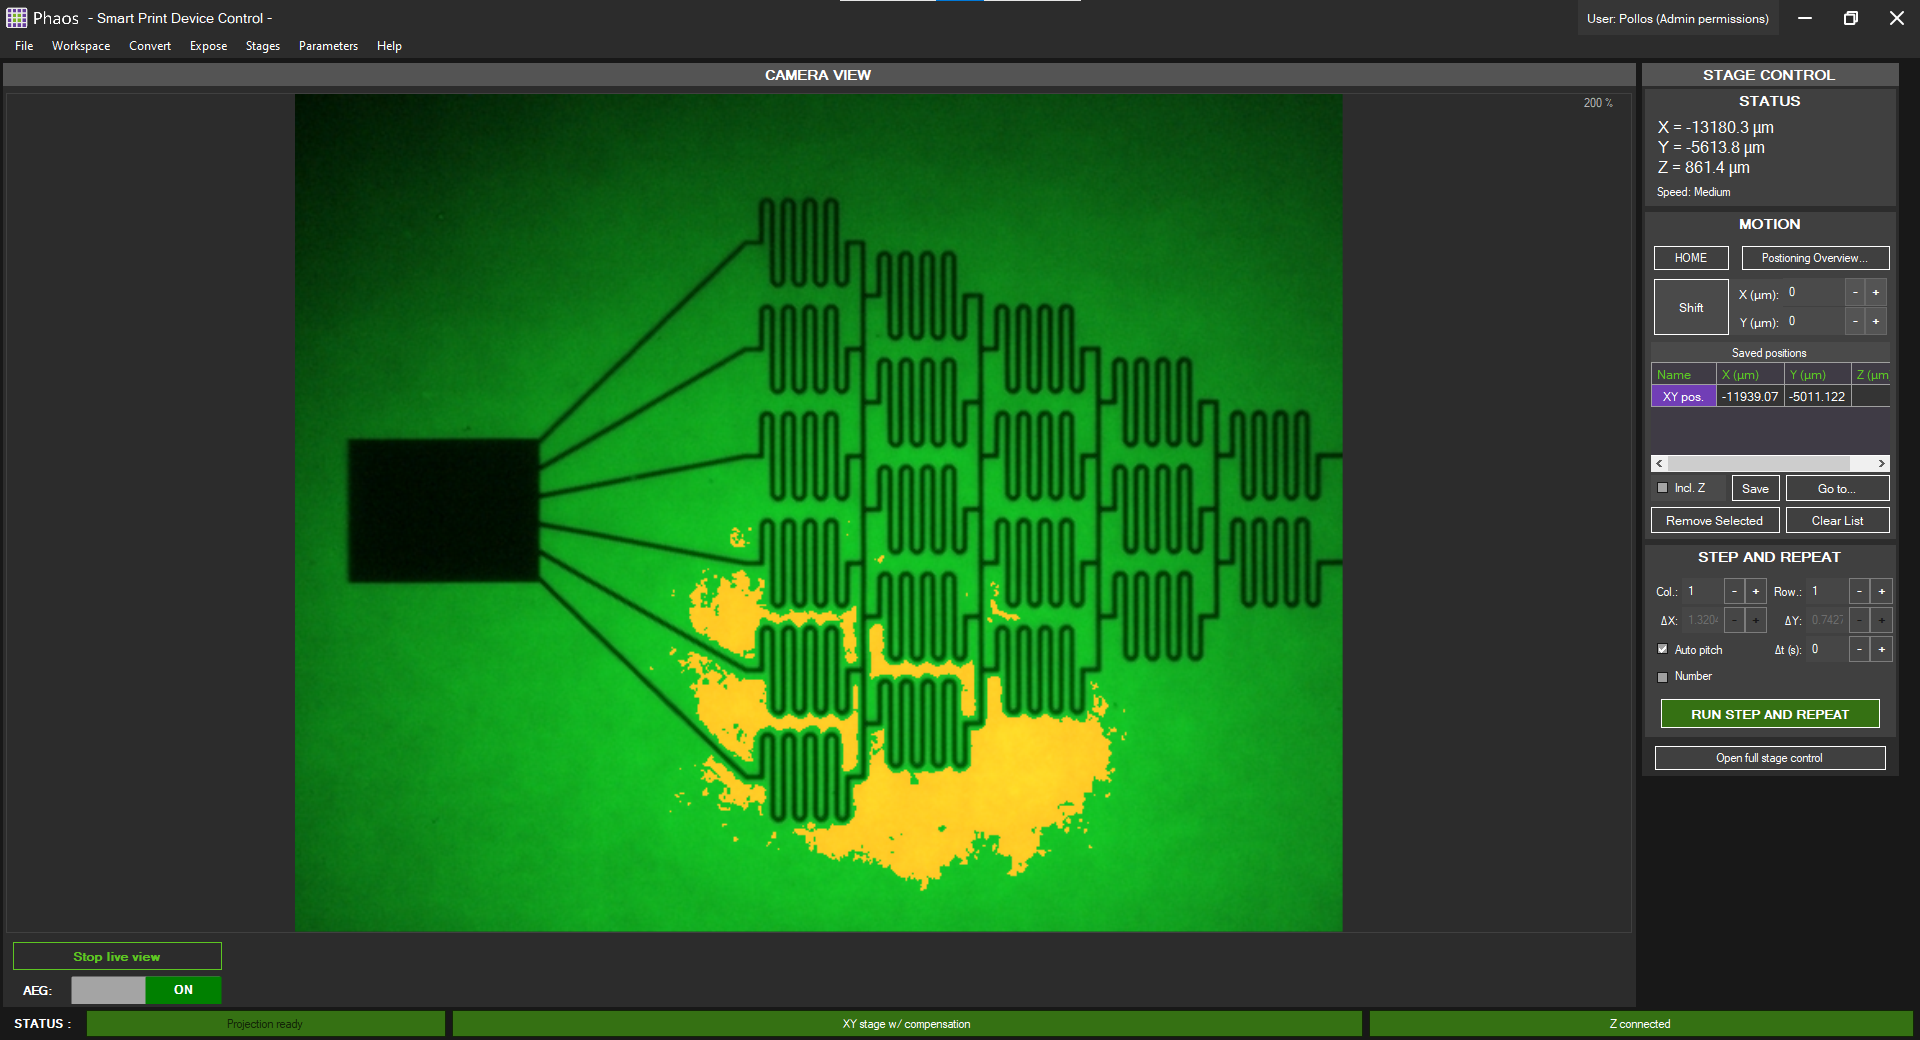 Phaos - Smart Print Device Control -
User: Pollos (Admin permissions)
File Workspace Convert Expose Stages Parameters Help
CAMERA VIEW
200 %
STAGE CONTROL
STATUS
X = -13180.3 µm
Y = -5613.8 µm
Z = 861.4 µm
Speed: Medium
MOTION
HOME Postioning Overview...
Shift
X (µm): 0 - +
Y (µm): 0 - +
Saved positions
Name X (µm) Y (µm) Z (µm
XY pos. -11939.07 -5011.122
Incl. Z Save Go to...
Remove Selected Clear List
STEP AND REPEAT
Col.: 1 - + Row.: 1 - +
ΔX: 1.320 - + ΔY: 0.742 - +
Auto pitch Δt (s): 0 - +
Number
RUN STEP AND REPEAT
Open full stage control
Stop live view
AEG: ON
STATUS : Projection ready XY stage w/ compensation Z connected